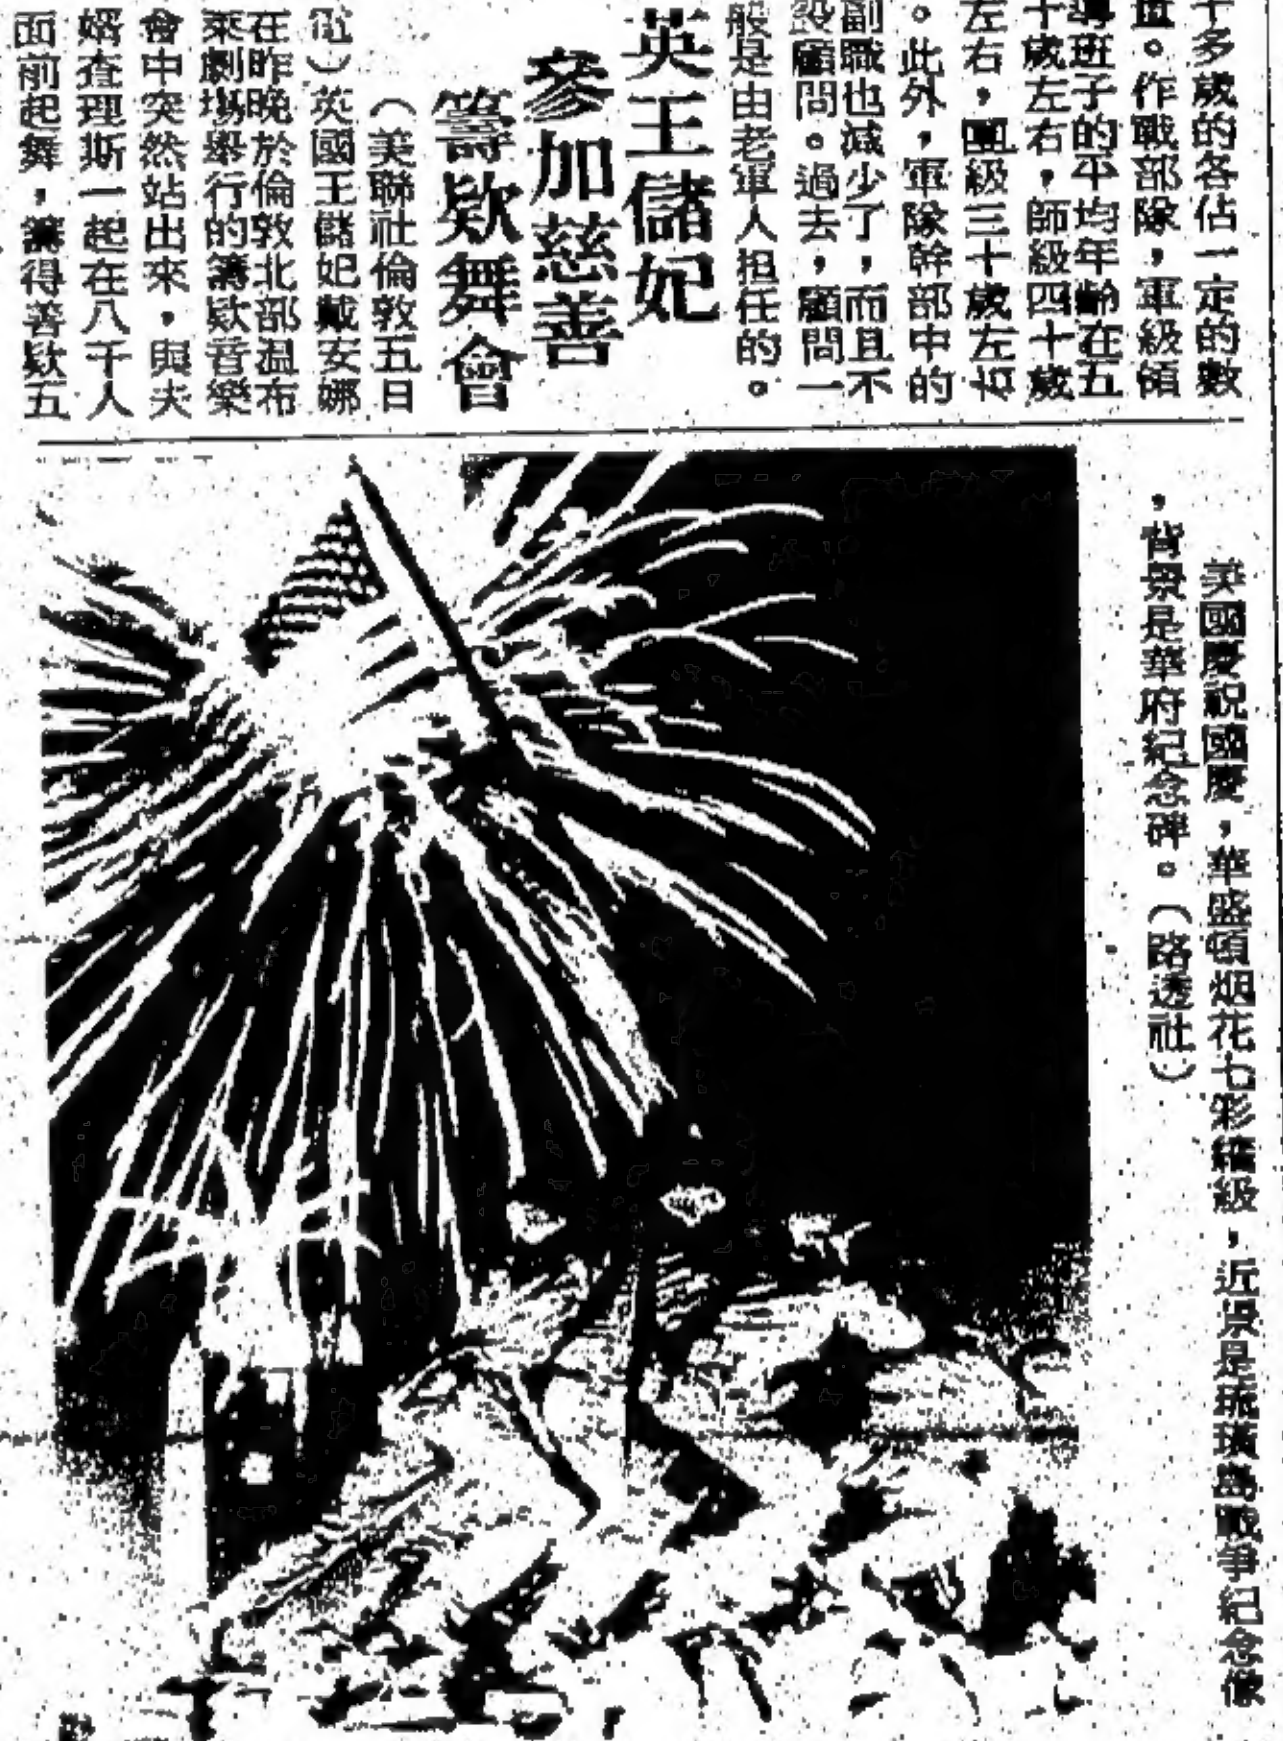 十多歲的各佔一定的數
。作戰部隊,軍級領
導班子的平均年齡在五
十歲左右,師級四十歲
左右,團級三十歲左右
。此外,軍隊幹部中的
副職也減少了,而且不
設顧問。過去,顧問一
般是由老軍人担任的。
英王儲妃
參加慈善
籌欵舞會
(美聯社倫敦五日
電)英國王儲妃戴安娜
在昨晚於倫敦北部温布
萊劇場舉行的籌欵音樂
會中突然站出來,與夫
婿查理斯一起在八千人
面前起舞,籌得善欵五
美國慶祝國慶,華盛頓烟花七彩繽紛,近景是琉璜島戰爭紀念像
,背景是華府紀念碑。(路透社)